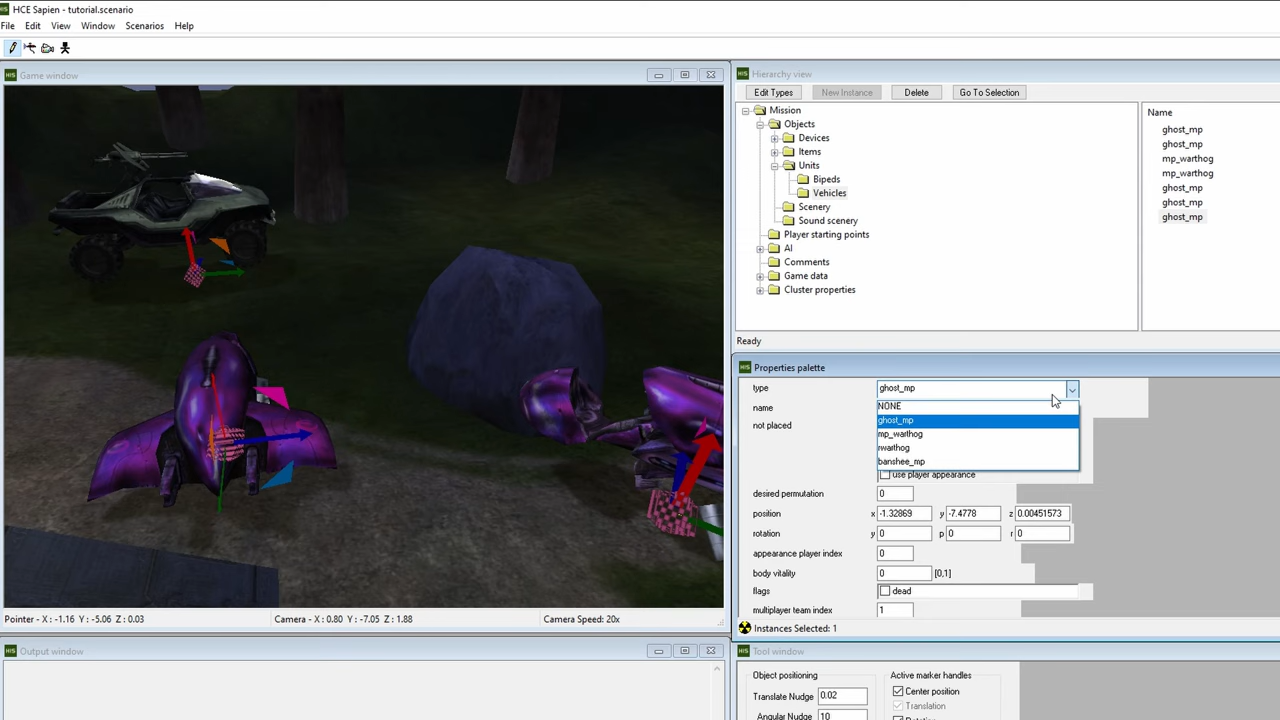 HCE Sapien - tutorial.scenario
File Edit View Window Scenarios Help
HIS Game window
Pointer - X : -1.16 Y : -5.06 Z : 0.03 Camera - X : 0.80 Y : -7.05 Z : 1.88 Camera Speed: 20x
HIS Output window
HIS Hierarchy view
Edit Types New Instance Delete Go To Selection
Mission
Objects
Devices
Items
Units
Bipeds
Vehicles
Scenery
Sound scenery
Player starting points
AI
Comments
Game data
Cluster properties
Name
ghost_mp
ghost_mp
mp_warthog
mp_warthog
ghost_mp
ghost_mp
ghost_mp
Ready
HIS Properties palette
type ghost_mp
name
NONE
ghost_mp
not placed
mp_warthog
rwarthog
banshee_mp
use player appearance
desired permutation 0
position x -1.32869 y -7.4778 z 0.00451573
rotation y 0 p 0 r 0
appearance player index 0
body vitality 0 [0,1]
flags dead
multiplayer team index 1
Instances Selected: 1
HIS Tool window
Object positioning Active marker handles
Translate Nudge 0.02 Center position
Translation
Angular Nudge 10